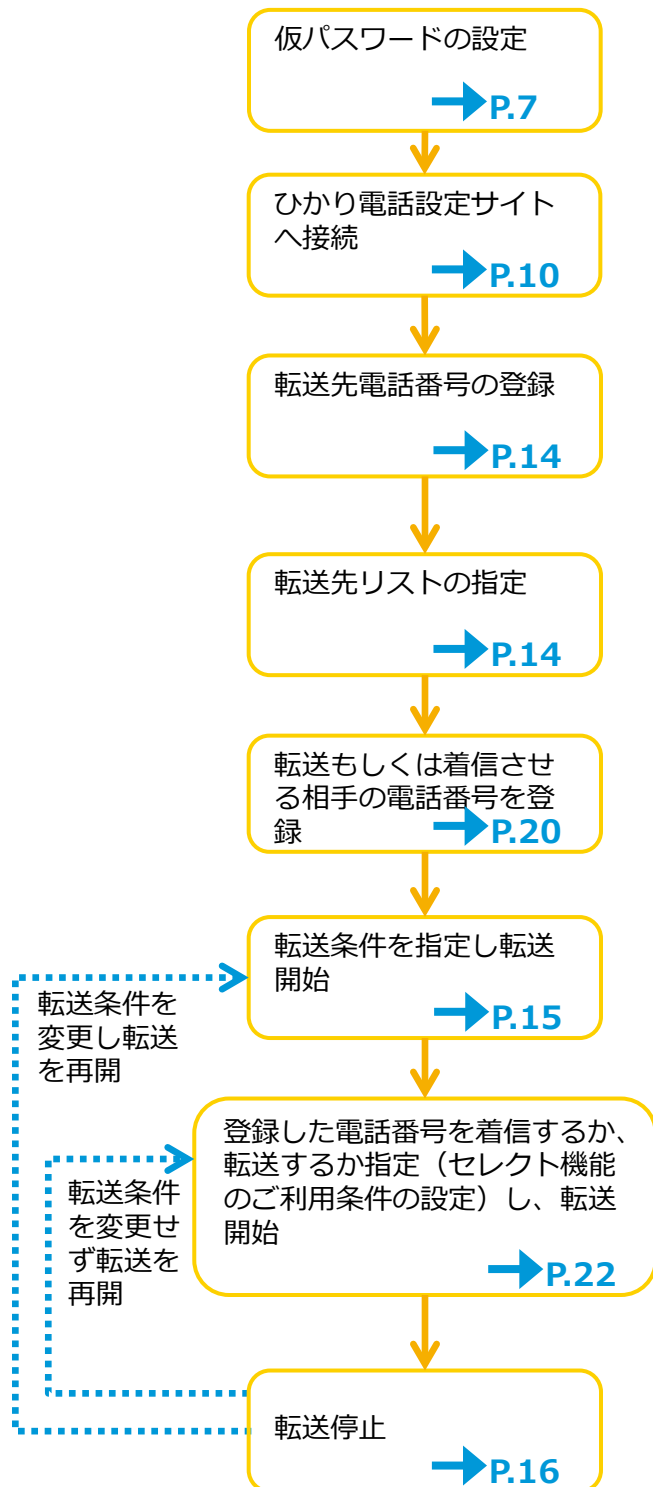 仮パスワードの設定
P.7
ひかり電話設定サイト
へ接続
P.10
転送先電話番号の登録
P.14
転送先リストの指定
P.14
転送もしくは着信させ
る相手の電話番号を登
録
P.20
転送条件を指定し転送
開始
P.15
転送条件を
変更し転送
を再開
登録した電話番号を着信するか、
転送するか指定（セレクト機能
のご利用条件の設定）し、転送
開始
P.22
転送条件
を変更せ
ず転送を
再開
転送停止
P.16